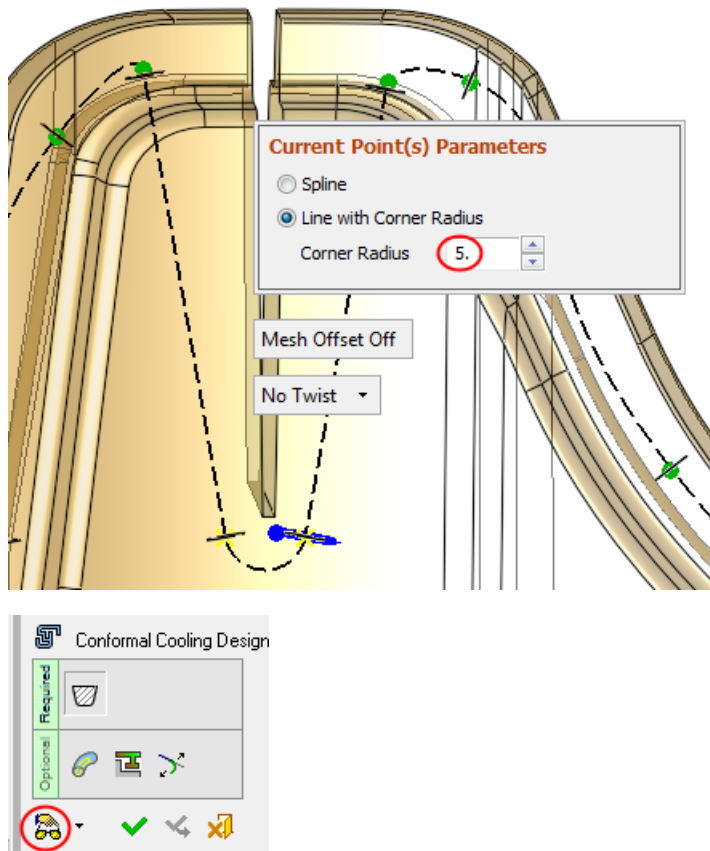 Current Point(s) Parameters
Spline
Line with Corner Radius
Corner Radius 5.
Mesh Offset Off
No Twist
Conformal Cooling Design
Required
Optional